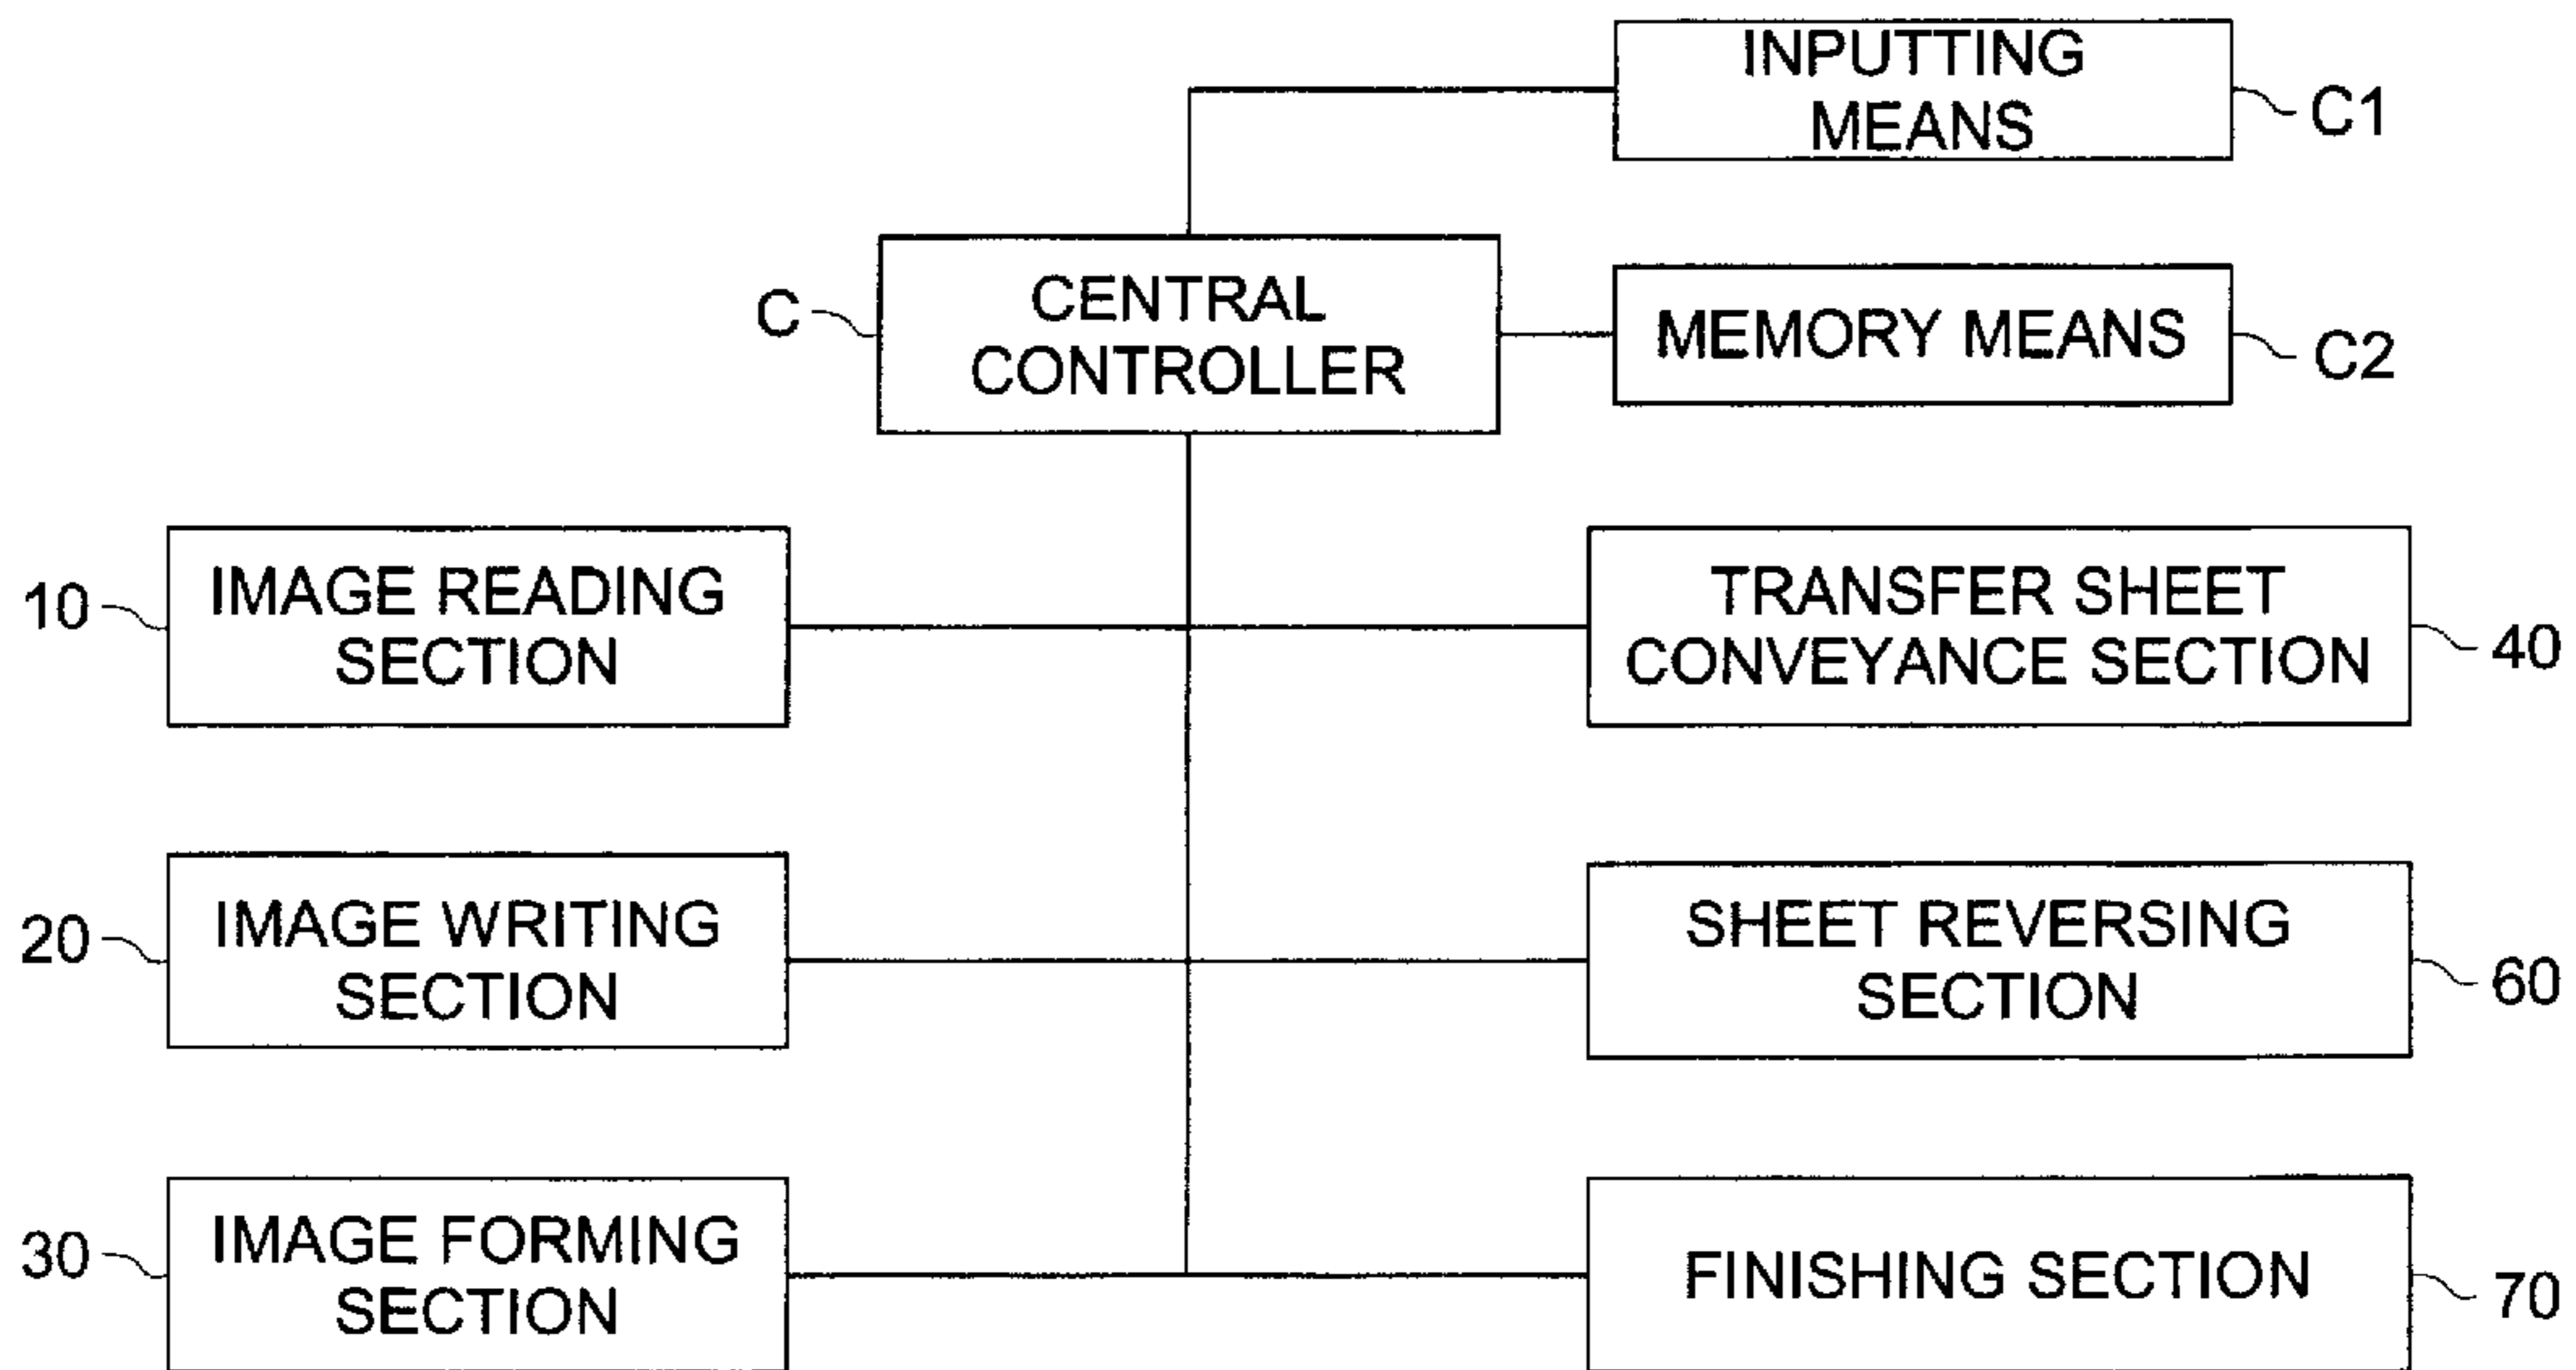 INPUTTING
MEANS
C1
C
CENTRAL
CONTROLLER
MEMORY MEANS
C2
10
IMAGE READING
SECTION
TRANSFER SHEET
CONVEYANCE SECTION
40
20
IMAGE WRITING
SECTION
SHEET REVERSING
SECTION
60
30
IMAGE FORMING
SECTION
FINISHING SECTION
70